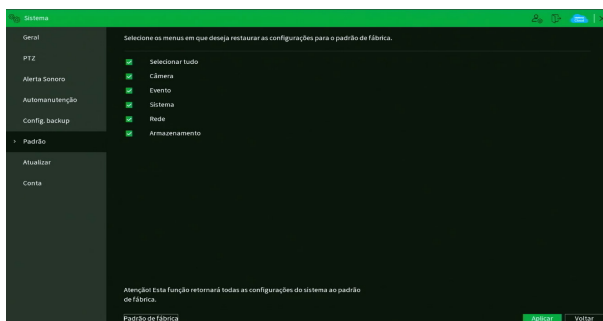 Sistema
Geral
Selecione os menus em que deseja restaurar as configurações para o padrão de fábrica.
PTZ
Selecionar tudo
Alerta Sonoro
Câmera
Evento
Automanutenção
Sistema
Config. backup
Rede
Padrão
Armazenamento
Atualizar
Conta
Atenção! Esta função retornará todas as configurações do sistema ao padrão
de fábrica.
Padrão de fábrica
Aplicar
Voltar